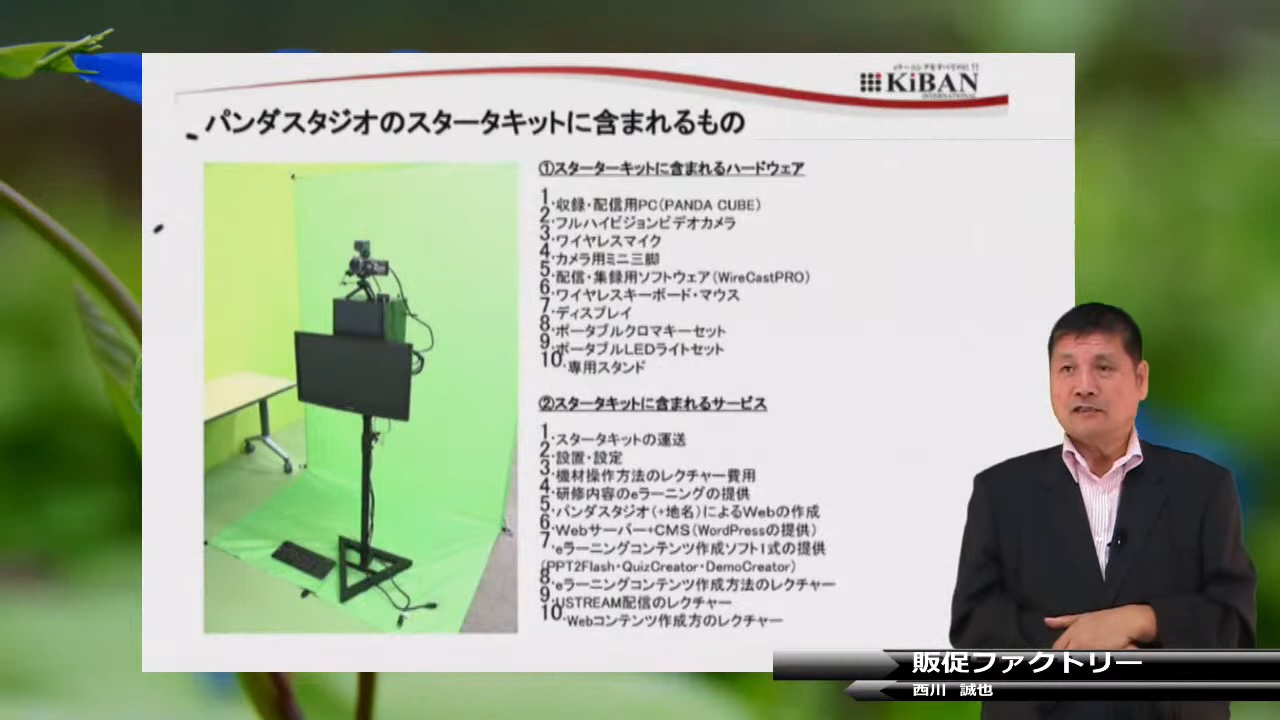 eラーニングをすべての人に!!
KiBAN
INTERNATIONAL
パンダスタジオのスタータキットに含まれるもの
①スターターキットに含まれるハードウェア
1.収録・配信用PC(PANDA CUBE)
2.フルハイビジョンビデオカメラ
3.ワイヤレスマイク
4.カメラ用ミニ三脚
5.配信・集録用ソフトウェア(WireCastPRO)
6.ワイヤレスキーボード・マウス
7.ディスプレイ
8.ポータブルクロマキーセット
9.ポータブルLEDライトセット
10.専用スタンド
②スタータキットに含まれるサービス
1.スタータキットの運送
2.設置・設定
3.機材操作方法のレクチャー費用
4.研修内容のeラーニングの提供
5.パンダスタジオ(+地名)によるWebの作成
6.Webサーバー+CMS(WordPressの提供)
7.eラーニングコンテンツ作成ソフト1式の提供
(PPT2Flash・QuizCreator・DemoCreator)
8.eラーニングコンテンツ作成方法のレクチャー
9.USTREAM配信のレクチャー
10.Webコンテンツ作成方のレクチャー
販促ファクトリー
西川 誠也